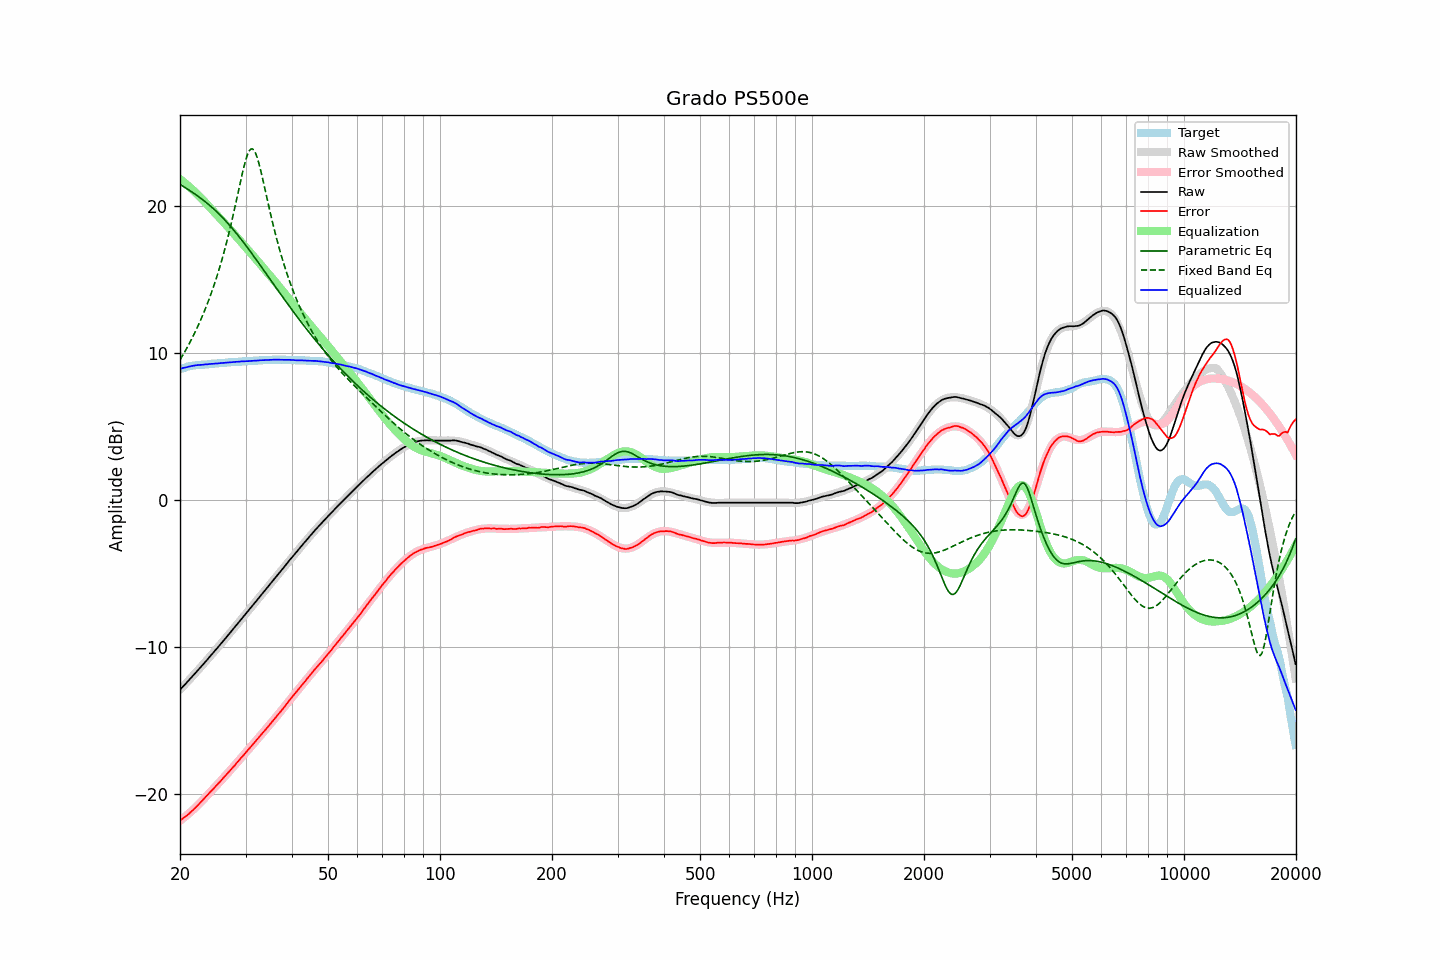 Grado PS500e
Target
Raw Smoothed
Error Smoothed
Raw
Error
Equalization
Parametric Eq
Fixed Band Eq
Equalized
Amplitude (dBr)
20
10
0
−10
−20
20 50 100 200 500 1000 2000 5000 10000 20000
Frequency (Hz)